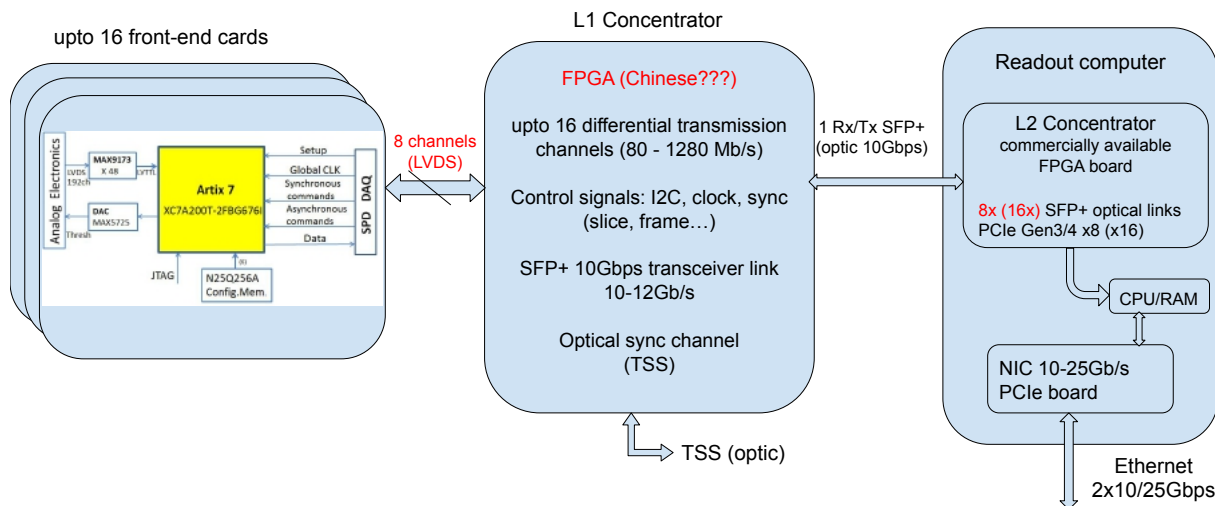 upto 16 front-end cards
Analog Electronics
LVDS
192ch
MAX9173
X 48
LVTTL
DAC
MAX5725
Thresh
Artix 7
XC7A200T-2FBG676I
JTAG
N25Q256A
Config.Mem.
Setup
Global CLK
Synchronous
commands
Asynchronous
commands
Data
SPD DAQ
8 channels
(LVDS)
L1 Concentrator
FPGA (Chinese???)
upto 16 differential transmission
channels (80 - 1280 Mb/s)
Control signals: I2C, clock, sync
(slice, frame…)
SFP+ 10Gbps transceiver link
10-12Gb/s
Optical sync channel
(TSS)
TSS (optic)
1 Rx/Tx SFP+
(optic 10Gbps)
Readout computer
L2 Concentrator
commercially available
FPGA board
8x (16x) SFP+ optical links
PCIe Gen3/4 x8 (x16)
CPU/RAM
NIC 10-25Gb/s
PCIe board
Ethernet
2x10/25Gbps